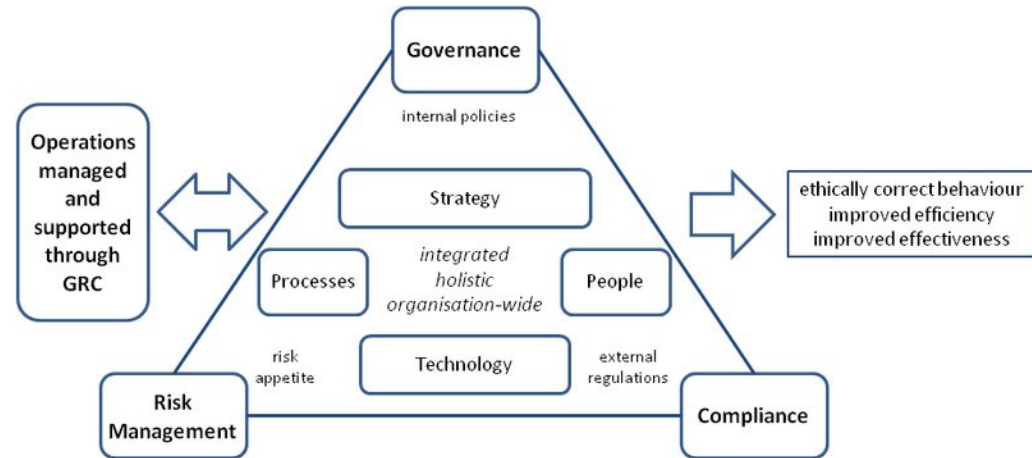 Governance
internal policies
Operations
managed
and
supported
through
GRC
Strategy
ethically correct behaviour
improved efficiency
improved effectiveness
Processes
integrated
holistic
organisation-wide
People
Technology
risk
appetite
external
regulations
Risk
Management
Compliance